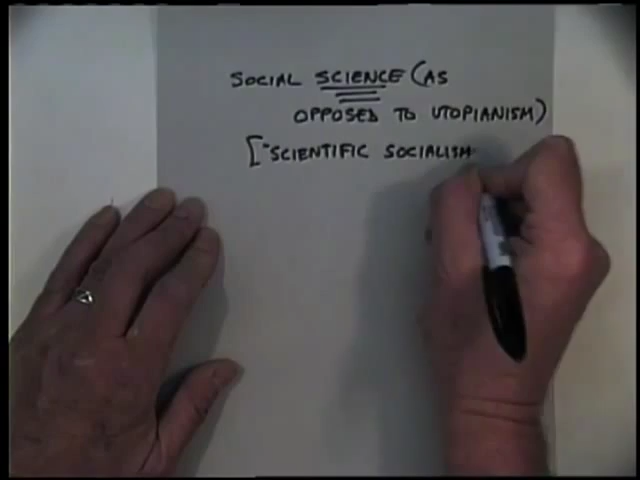 SOCIAL SCIENCE (AS
OPPOSED TO UTOPIANISM)
["SCIENTIFIC SOCIALISM